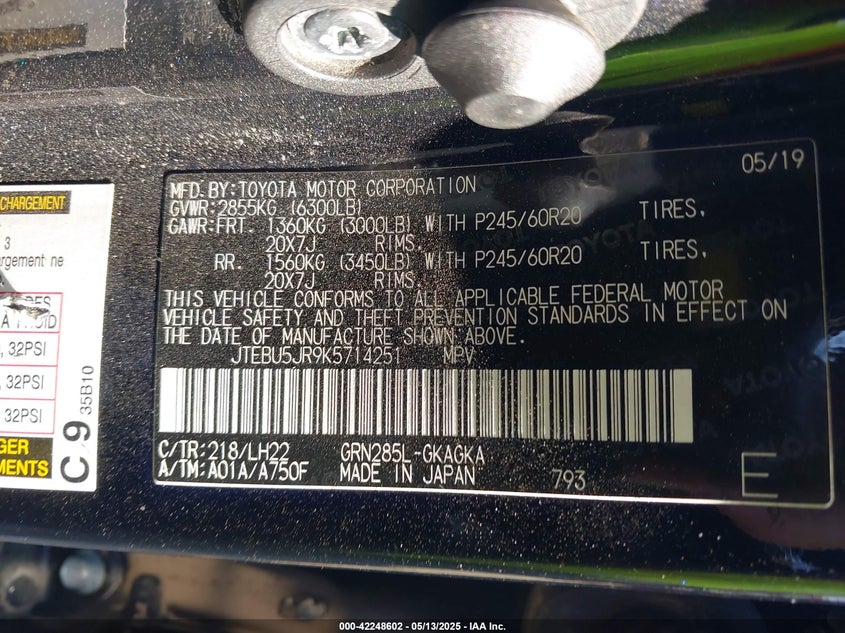 05/19
MFD.BY:TOYOTA MOTOR CORPORATION
GVWR:2855KG (6300LB)
GAWR:FRT. 1360KG (3000LB) WITH P245/60R20 TIRES,
20X7J RIMS.
RR. 1560KG (3450LB) WITH P245/60R20 TIRES,
20X7J RIMS.
THIS VEHICLE CONFORMS TO ALL APPLICABLE FEDERAL MOTOR
VEHICLE SAFETY AND THEFT PREVENTION STANDARDS IN EFFECT ON
THE DATE OF MANUFACTURE SHOWN ABOVE.
JTEBU5JR9K5714251 MPV
C/TR:218/LH22 GRN285L-GKAGKA
A/TM:A01A/A750F MADE IN JAPAN 793 E
CHARGEMENT
3
argement ne
, 32PSI
, 32PSI
32PSI
GER
EMENTS
C9
35B10
000-42248602 — 05/13/2025 — IAA Inc.